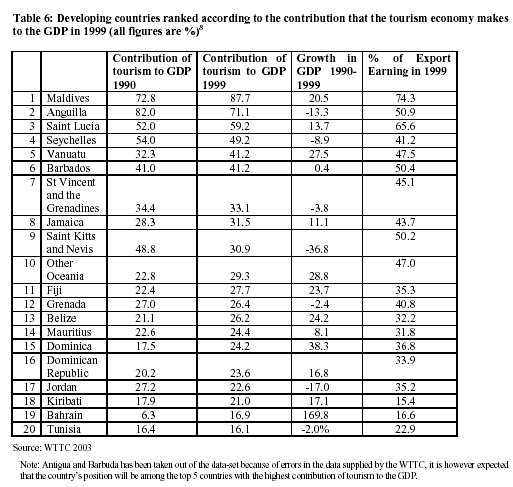 Table 6: Developing countries ranked according to the contribution that the tourism economy makes
to the GDP in 1999 (all figures are %)8
Contribution of tourism to GDP 1990 Contribution of tourism to GDP 1999 Growth in GDP 1990-1999 % of Export Earning in 1999
1 Maldives 72.8 87.7 20.5 74.3
2 Anguilla 82.0 71.1 -13.3 50.9
3 Saint Lucia 52.0 59.2 13.7 65.6
4 Seychelles 54.0 49.2 -8.9 41.2
5 Vanuatu 32.3 41.2 27.5 47.5
6 Barbados 41.0 41.2 0.4 50.4
7 St Vincent and the Grenadines 34.4 33.1 -3.8 45.1
8 Jamaica 28.3 31.5 11.1 43.7
9 Saint Kitts and Nevis 48.8 30.9 -36.8 50.2
10 Other Oceania 22.8 29.3 28.8 47.0
11 Fiji 22.4 27.7 23.7 35.3
12 Grenada 27.0 26.4 -2.4 40.8
13 Belize 21.1 26.2 24.2 32.2
14 Mauritius 22.6 24.4 8.1 31.8
15 Dominica 17.5 24.2 38.3 36.8
16 Dominican Republic 20.2 23.6 16.8 33.9
17 Jordan 27.2 22.6 -17.0 35.2
18 Kiribati 17.9 21.0 17.1 15.4
19 Bahrain 6.3 16.9 169.8 16.6
20 Tunisia 16.4 16.1 -2.0% 22.9
Source: WTTC 2003
Note: Antigua and Barbuda has been taken out of the data-set because of errors in the data supplied by the WTTC, it is however expected
that the country's position will be among the top 5 countries with the highest contribution of tourism to the GDP.